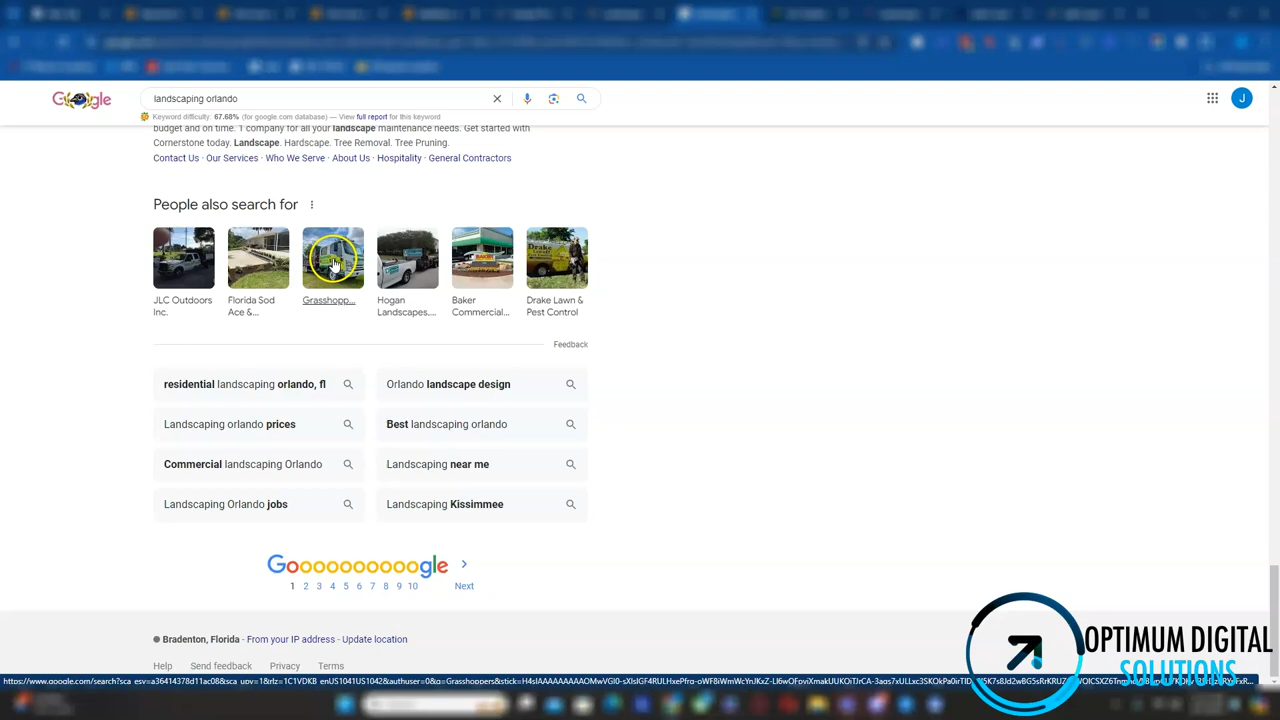 Google
landscaping orlando
J
Keyword difficulty: 67.68% (for google.com database) — View full report for this keyword
budget and on time. 1 company for all your landscape maintenance needs. Get started with
Cornerstone today. Landscape. Hardscape. Tree Removal. Tree Pruning.
Contact Us · Our Services · Who We Serve · About Us · Hospitality · General Contractors
People also search for
JLC Outdoors Inc.
Florida Sod Ace &...
Grasshopp...
Hogan Landscapes,...
BAKER
Baker Commercial...
Drake
Drake Lawn & Pest Control
Feedback
residential landscaping orlando, fl
Orlando landscape design
Landscaping orlando prices
Best landscaping orlando
Commercial landscaping Orlando
Landscaping near me
Landscaping Orlando jobs
Landscaping Kissimmee
Goooooooooogle
1 2 3 4 5 6 7 8 9 10 Next
Bradenton, Florida - From your IP address - Update location
Help Send feedback Privacy Terms
OPTIMUM DIGITAL
SOLUTIONS